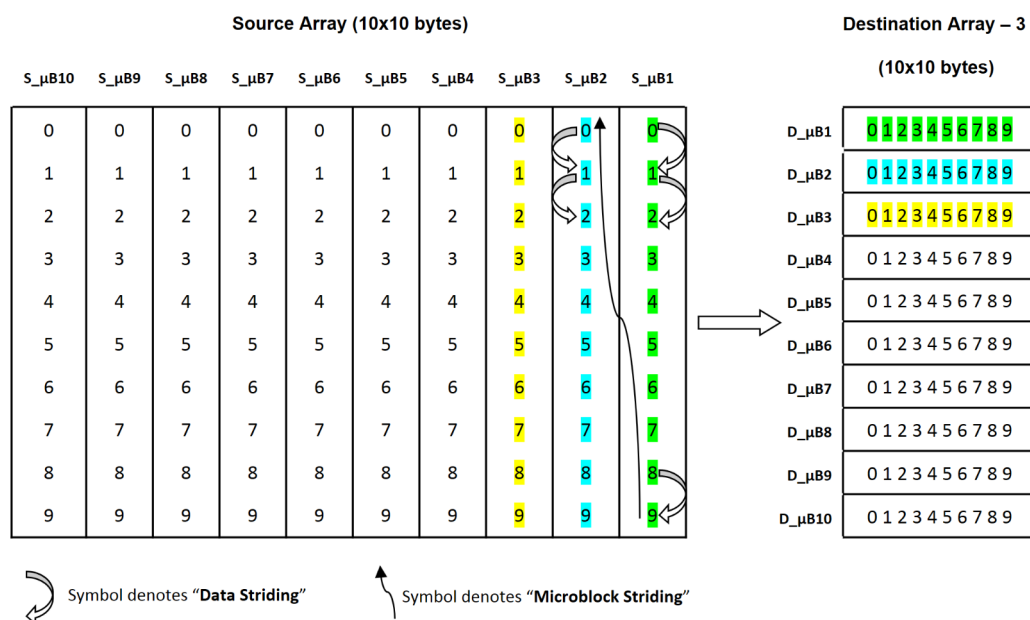 Source Array (10x10 bytes)
Destination Array – 3
(10x10 bytes)
S_µB10 S_µB9 S_µB8 S_µB7 S_µB6 S_µB5 S_µB4 S_µB3 S_µB2 S_µB1
0 0 0 0 0 0 0 0 0 0
1 1 1 1 1 1 1 1 1 1
2 2 2 2 2 2 2 2 2 2
3 3 3 3 3 3 3 3 3 3
4 4 4 4 4 4 4 4 4 4
5 5 5 5 5 5 5 5 5 5
6 6 6 6 6 6 6 6 6 6
7 7 7 7 7 7 7 7 7 7
8 8 8 8 8 8 8 8 8 8
9 9 9 9 9 9 9 9 9 9
D_µB1 0 1 2 3 4 5 6 7 8 9
D_µB2 0 1 2 3 4 5 6 7 8 9
D_µB3 0 1 2 3 4 5 6 7 8 9
D_µB4 0 1 2 3 4 5 6 7 8 9
D_µB5 0 1 2 3 4 5 6 7 8 9
D_µB6 0 1 2 3 4 5 6 7 8 9
D_µB7 0 1 2 3 4 5 6 7 8 9
D_µB8 0 1 2 3 4 5 6 7 8 9
D_µB9 0 1 2 3 4 5 6 7 8 9
D_µB10 0 1 2 3 4 5 6 7 8 9
Symbol denotes “Data Striding”
Symbol denotes “Microblock Striding”